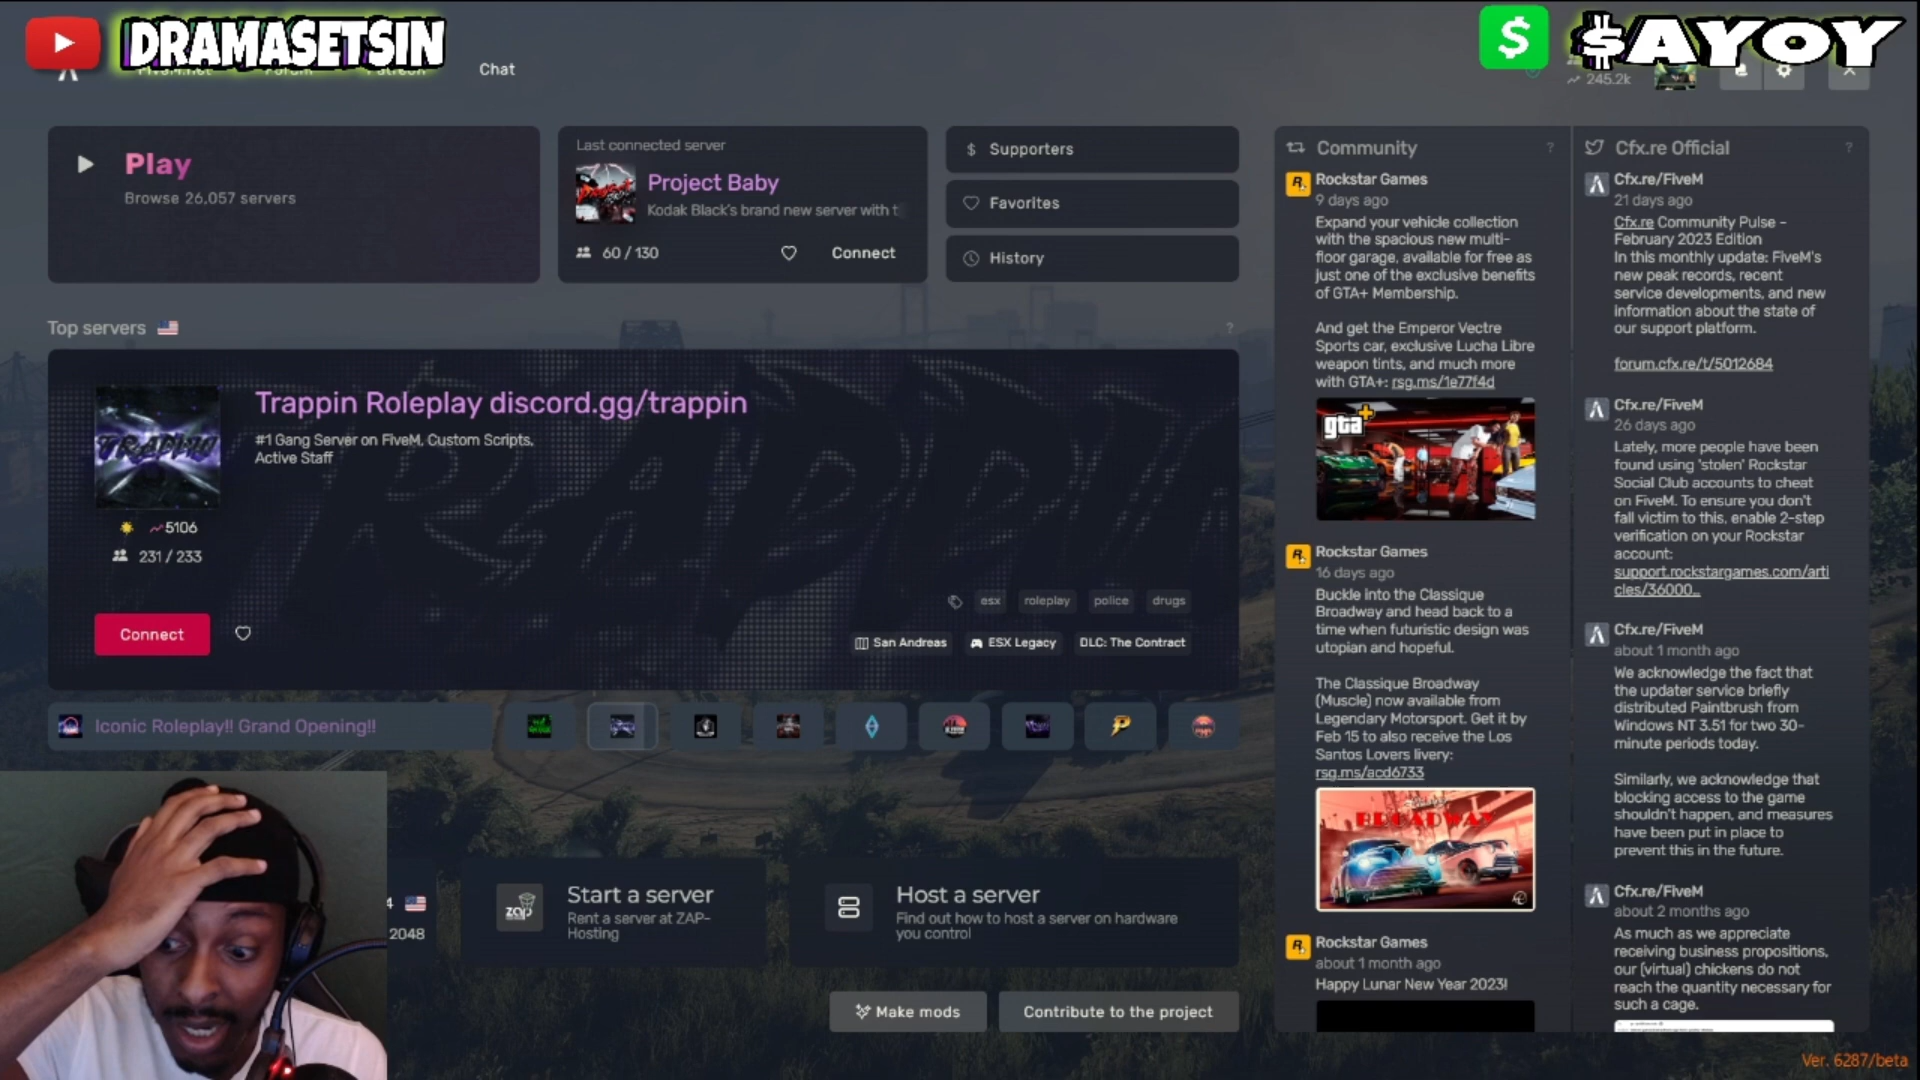 DRAMASETSIN
$AYOY
Chat
245.2k
Play
Browse 26,057 servers
Last connected server
Project Baby
Kodak Black's brand new server with t
60 / 130
Connect
Supporters
Favorites
History
Top servers
?
Trappin Roleplay discord.gg/trappin
#1 Gang Server on FiveM, Custom Scripts,
Active Staff
TRAPPIN
5106
231 / 233
Connect
esx
roleplay
police
drugs
San Andreas
ESX Legacy
DLC: The Contract
Iconic Roleplay!! Grand Opening!!
4
2048
zap
Start a server
Rent a server at ZAP-
Hosting
Host a server
Find out how to host a server on hardware
you control
Make mods
Contribute to the project
Community
?
Rockstar Games
9 days ago
Expand your vehicle collection
with the spacious new multi-
floor garage, available for free as
just one of the exclusive benefits
of GTA+ Membership.
And get the Emperor Vectre
Sports car, exclusive Lucha Libre
weapon tints, and much more
with GTA+: rsg.ms/1e77f4d
gta+
Rockstar Games
16 days ago
Buckle into the Classique
Broadway and head back to a
time when futuristic design was
utopian and hopeful.
The Classique Broadway
(Muscle) now available from
Legendary Motorsport. Get it by
Feb 15 to also receive the Los
Santos Lovers livery:
rsg.ms/acd6733
BROADWAY
Rockstar Games
about 1 month ago
Happy Lunar New Year 2023!
Cfx.re Official
?
Cfx.re/FiveM
21 days ago
Cfx.re Community Pulse –
February 2023 Edition
In this monthly update: FiveM's
new peak records, recent
service developments, and new
information about the state of
our support platform.
forum.cfx.re/t/5012684
Cfx.re/FiveM
26 days ago
Lately, more people have been
found using 'stolen' Rockstar
Social Club accounts to cheat
on FiveM. To ensure you don't
fall victim to this, enable 2-step
verification on your Rockstar
account:
support.rockstargames.com/arti
cles/36000…
Cfx.re/FiveM
about 1 month ago
We acknowledge the fact that
the updater service briefly
distributed Paintbrush from
Windows NT 3.51 for two 30-
minute periods today.
Similarly, we acknowledge that
blocking access to the game
shouldn't happen, and measures
have been put in place to
prevent this in the future.
Cfx.re/FiveM
about 2 months ago
As much as we appreciate
receiving business propositions,
our (virtual) chickens do not
reach the quantity necessary for
such a cage.
Ver. 6287/beta